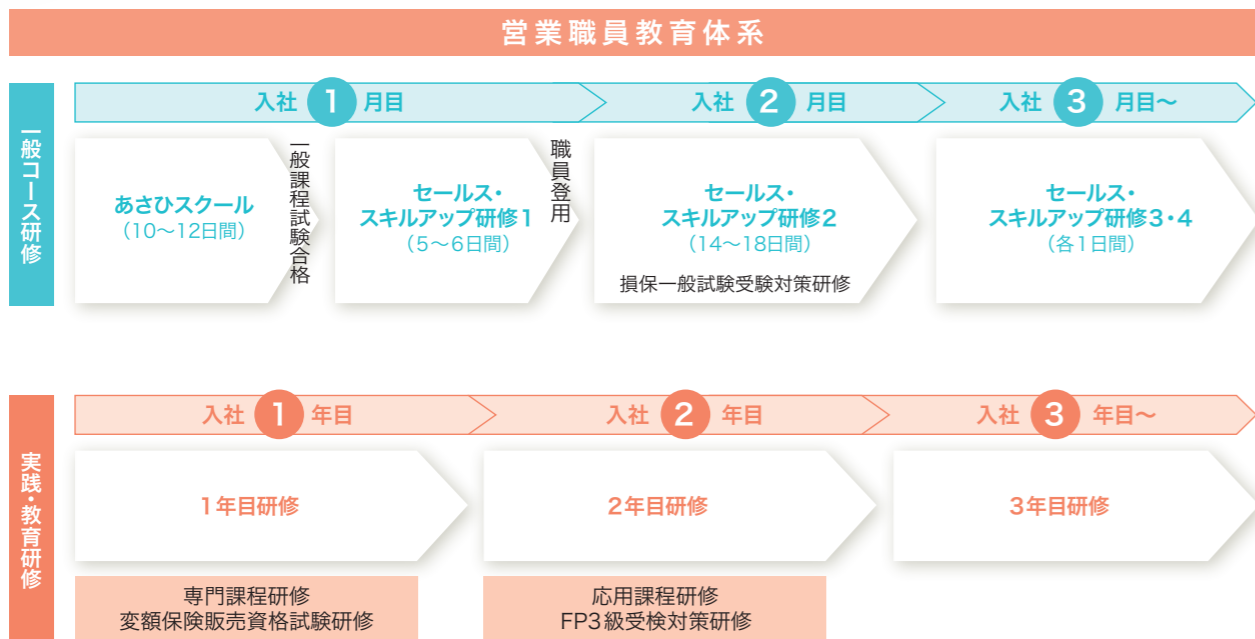 営業職員教育体系
一般コース研修
入社 1 月目
入社 2 月目
入社 3 月目～
あさひスクール
（10～12日間）
一般課程試験合格
セールス・
スキルアップ研修1
（5～6日間）
職員登用
セールス・
スキルアップ研修2
（14～18日間）
損保一般試験受験対策研修
セールス・
スキルアップ研修3・4
（各1日間）
実践・教育研修
入社 1 年目
入社 2 年目
入社 3 年目～
1年目研修
2年目研修
3年目研修
専門課程研修
変額保険販売資格試験研修
応用課程研修
FP3級受検対策研修